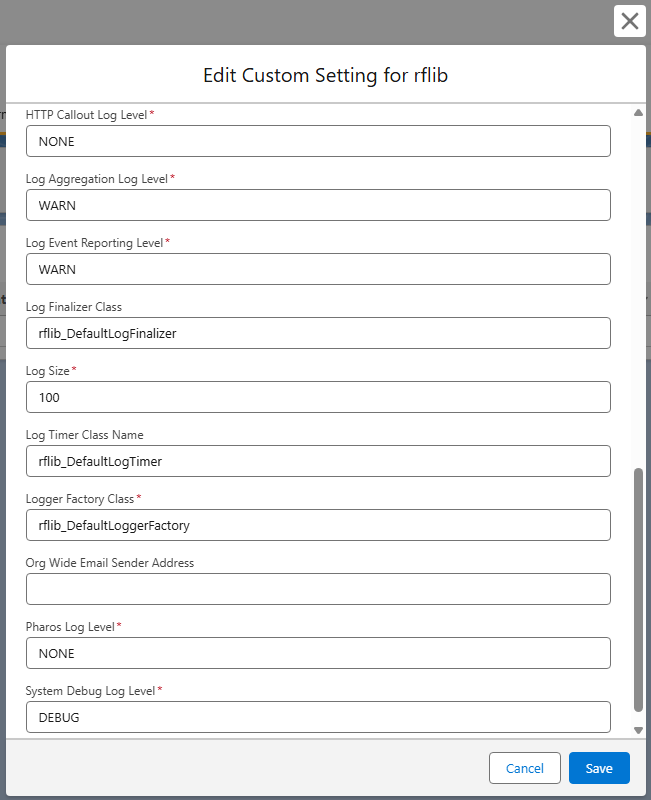 Edit Custom Setting for rflib
HTTP Callout Log Level*
NONE
Log Aggregation Log Level*
WARN
Log Event Reporting Level*
WARN
Log Finalizer Class
rflib_DefaultLogFinalizer
Log Size*
100
Log Timer Class Name
rflib_DefaultLogTimer
Logger Factory Class*
rflib_DefaultLoggerFactory
Org Wide Email Sender Address
Pharos Log Level*
NONE
System Debug Log Level*
DEBUG
Cancel Save